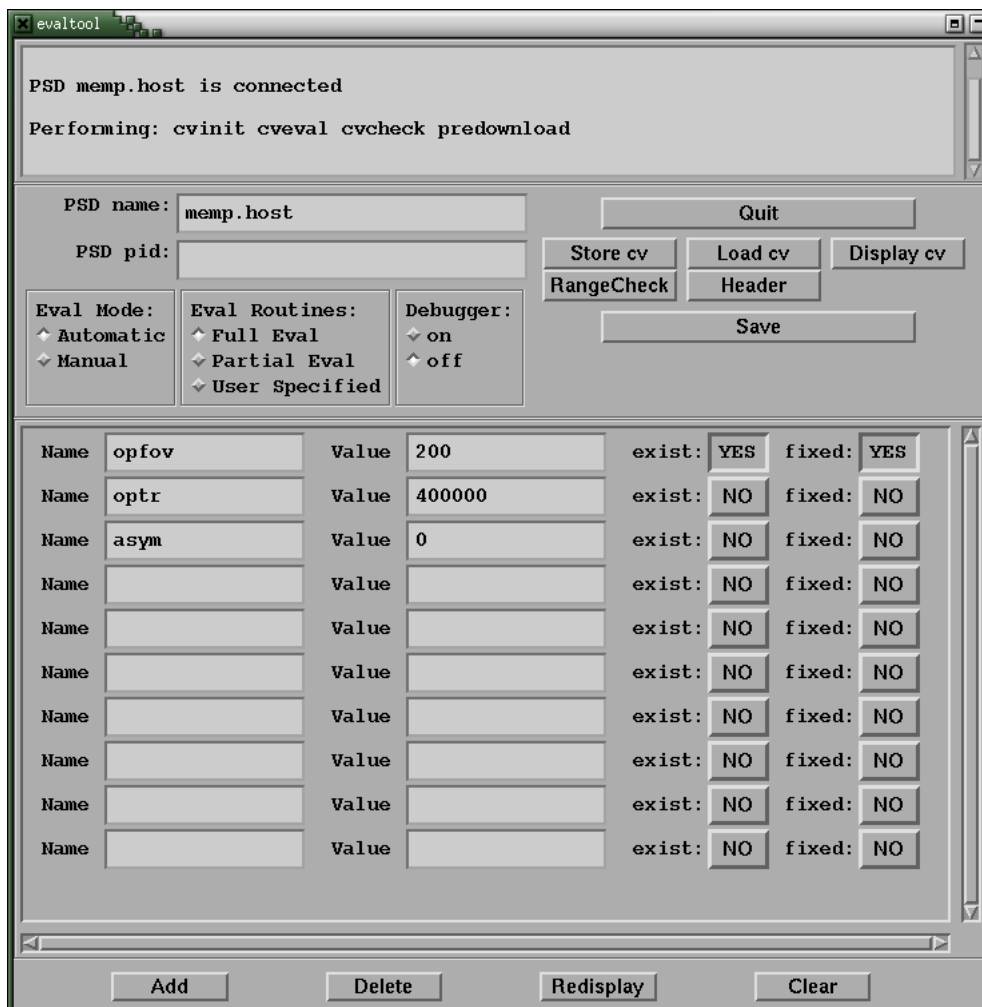 evaltool
PSD memp.host is connected
Performing: cvinit cveval cvcheck predownload
PSD name: memp.host
Quit
PSD pid:
Store cv Load cv Display cv
RangeCheck Header
Save
Eval Mode: Eval Routines: Debugger:
Automatic Full Eval on
Manual Partial Eval off
User Specified
Name opfov Value 200 exist: YES fixed: YES
Name optr Value 400000 exist: NO fixed: NO
Name asym Value 0 exist: NO fixed: NO
Name Value exist: NO fixed: NO
Name Value exist: NO fixed: NO
Name Value exist: NO fixed: NO
Name Value exist: NO fixed: NO
Name Value exist: NO fixed: NO
Name Value exist: NO fixed: NO
Name Value exist: NO fixed: NO
Add Delete Redisplay Clear